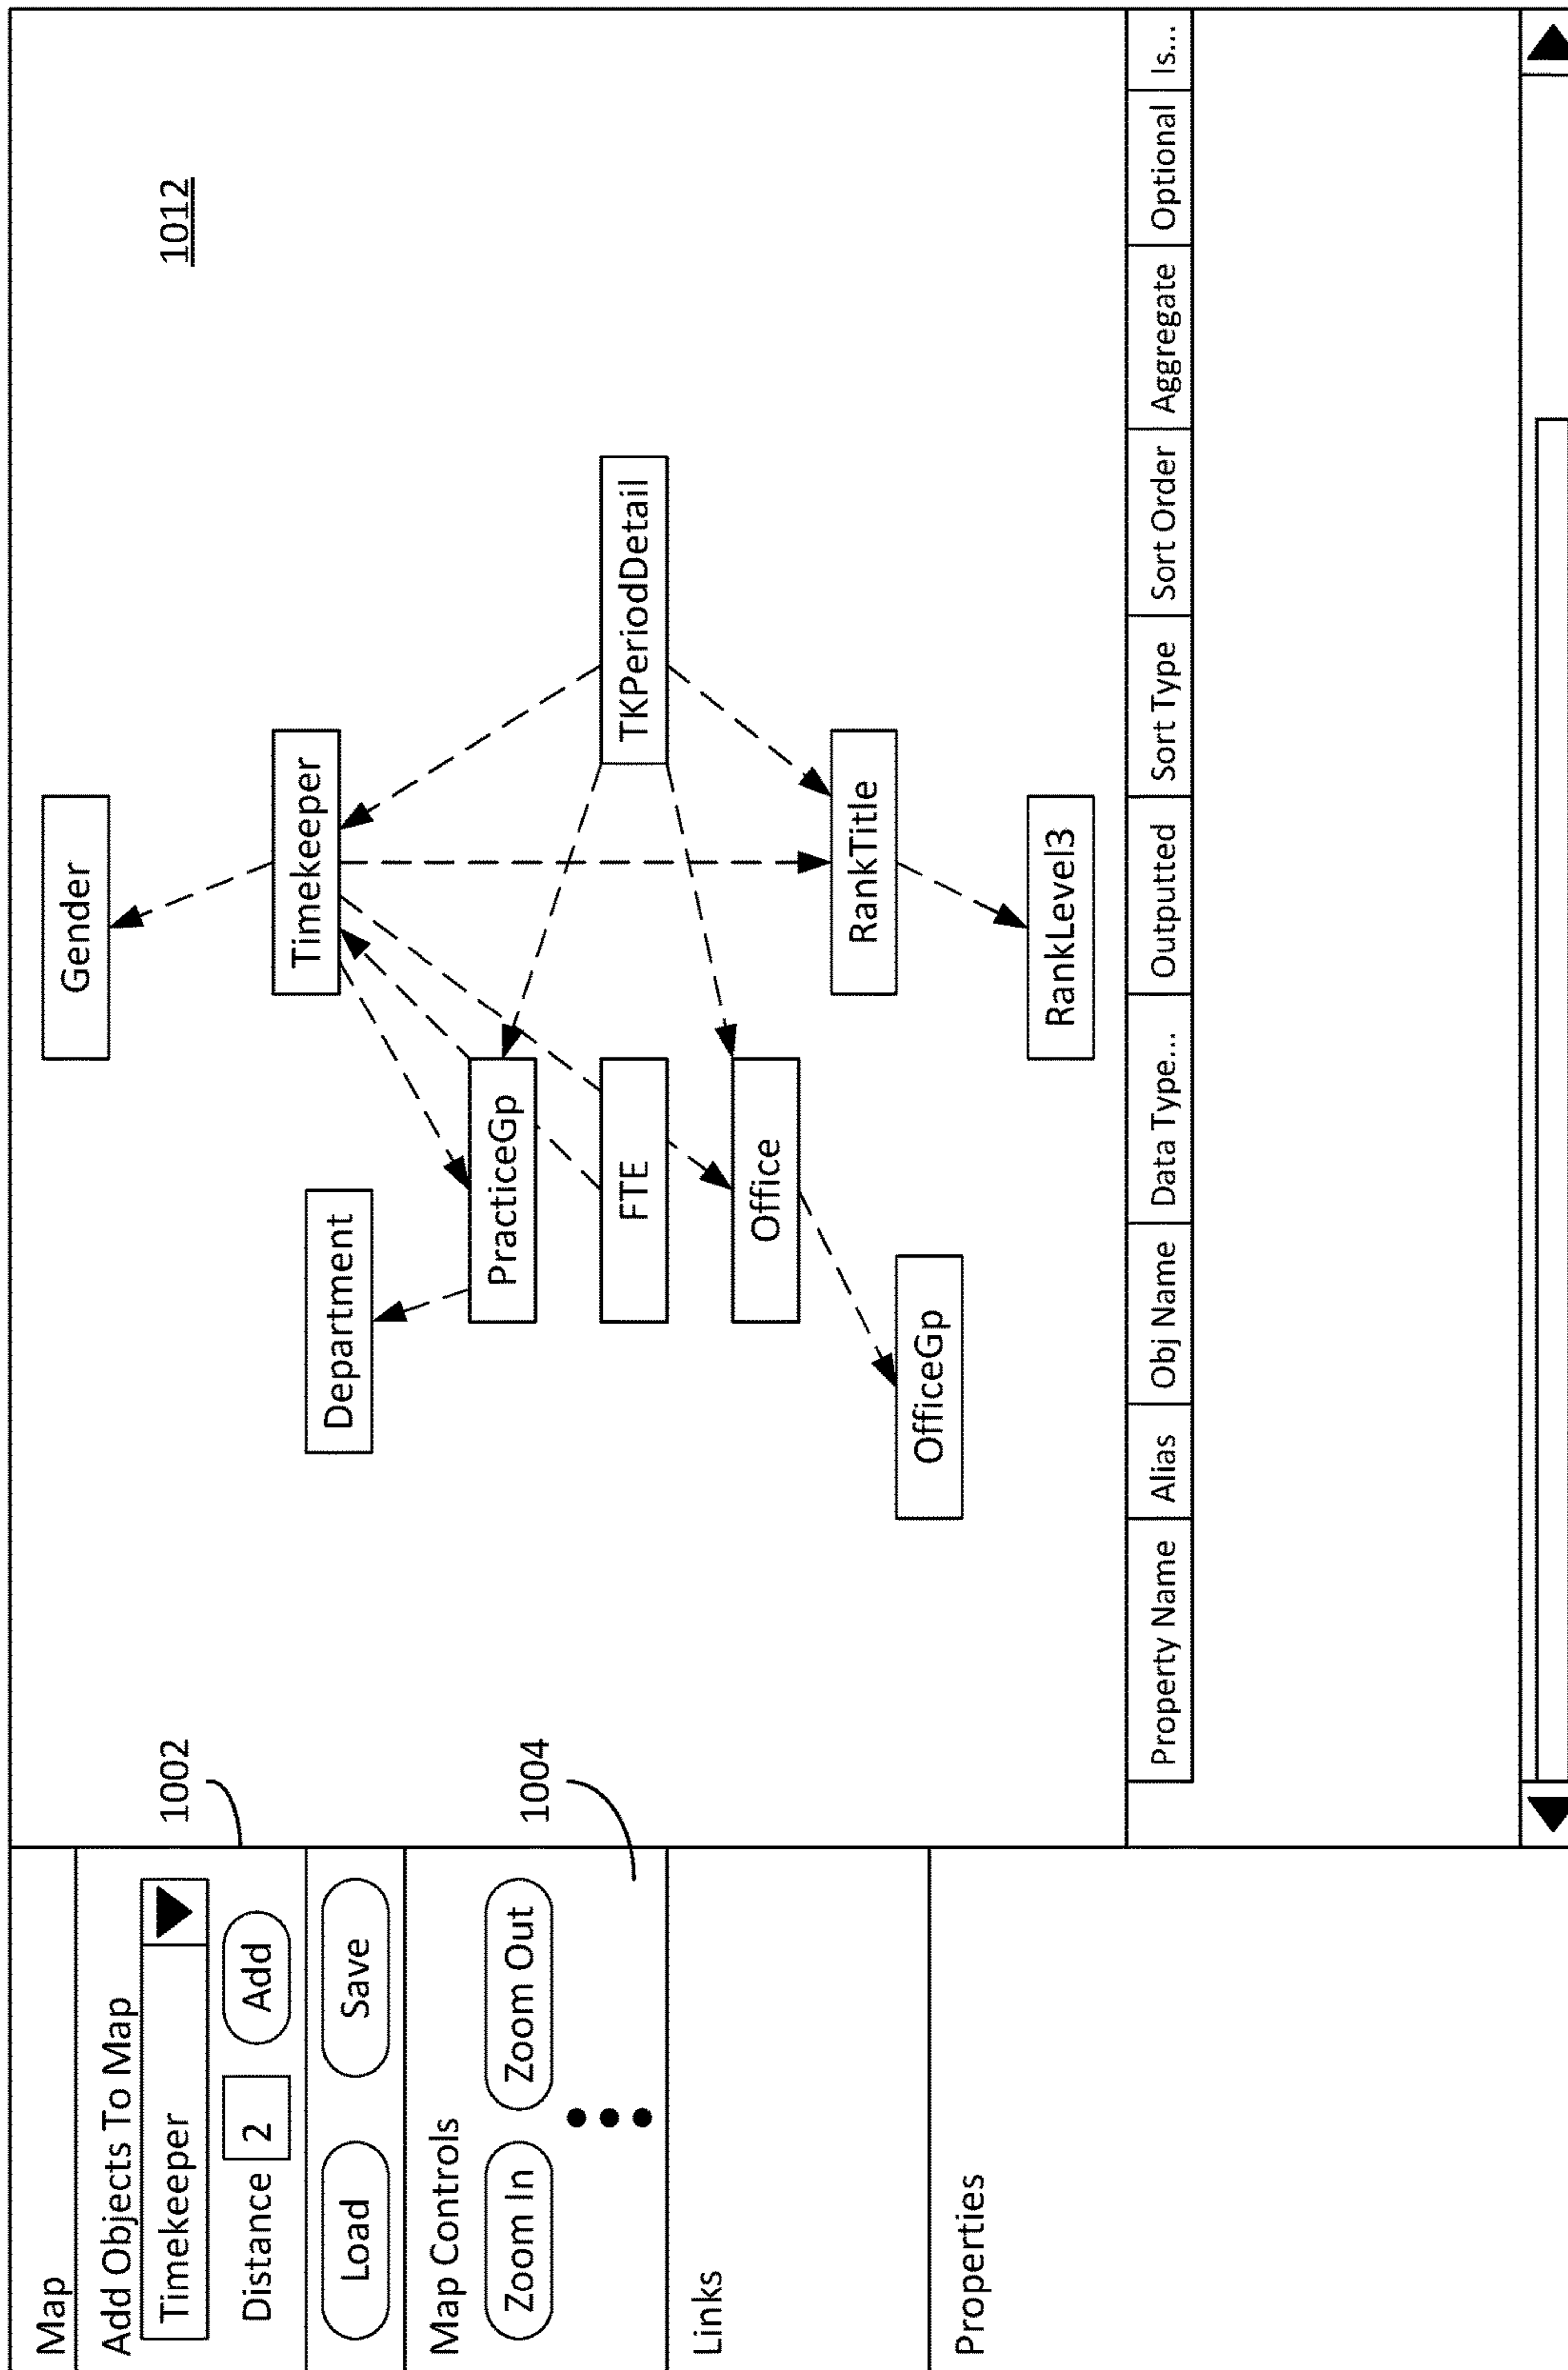 Map
Add Objects To Map
Timekeeper
Distance 2 Add
Load Save
Map Controls
Zoom In Zoom Out
Links
Properties
1002
1004
1012
Gender
Timekeeper
Department
PracticeGp
FTE
TKPeriodDetail
Office
RankTitle
OfficeGp
RankLevel3
Property Name Alias Obj Name Data Type... Outputted Sort Type Sort Order Aggregate Optional Is...